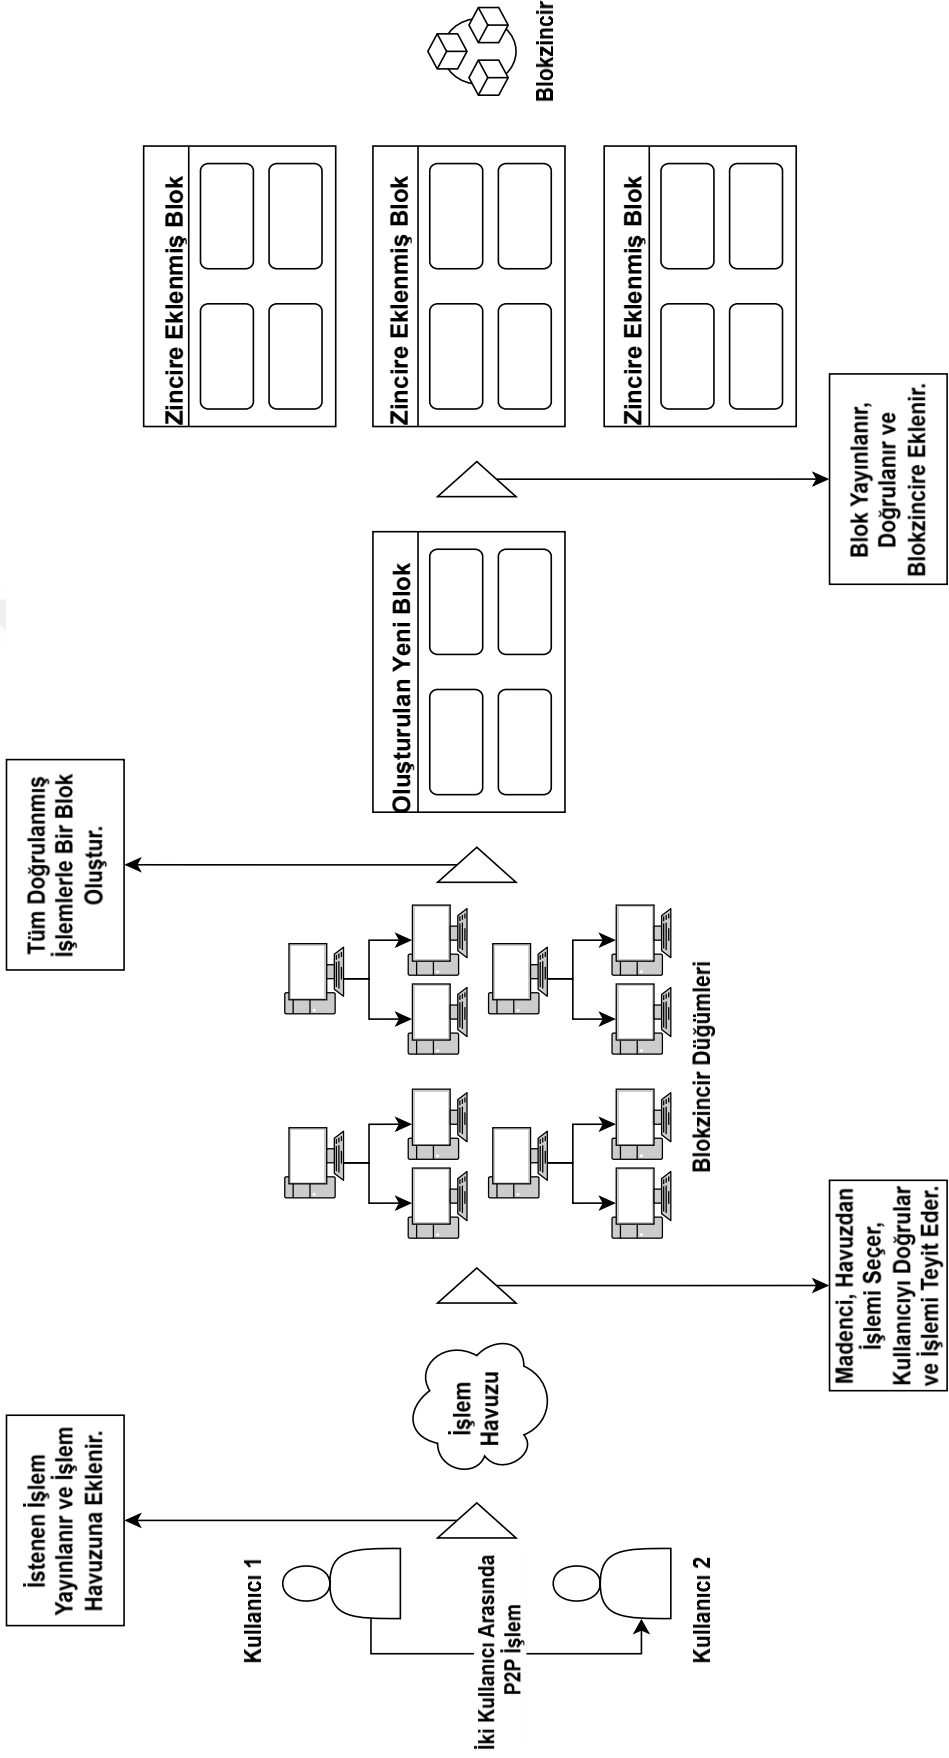 İstenen İşlem
Yayınlanır ve İşlem
Havuzuna Eklenir.
Kullanıcı 1
İki Kullanıcı Arasında
P2P İşlem
Kullanıcı 2
İşlem
Havuzu
Madenci, Havuzdan
İşlemi Seçer,
Kullanıcıyı Doğrular
ve İşlemi Teyit Eder.
Blokzincir Düğümleri
Tüm Doğrulanmış
İşlemlerle Bir Blok
Oluştur.
Oluşturulan Yeni Blok
Blok Yayınlanır,
Doğrulanır ve
Blokzincire Eklenir.
Zincire Eklenmiş Blok
Zincire Eklenmiş Blok
Zincire Eklenmiş Blok
Blokzincir